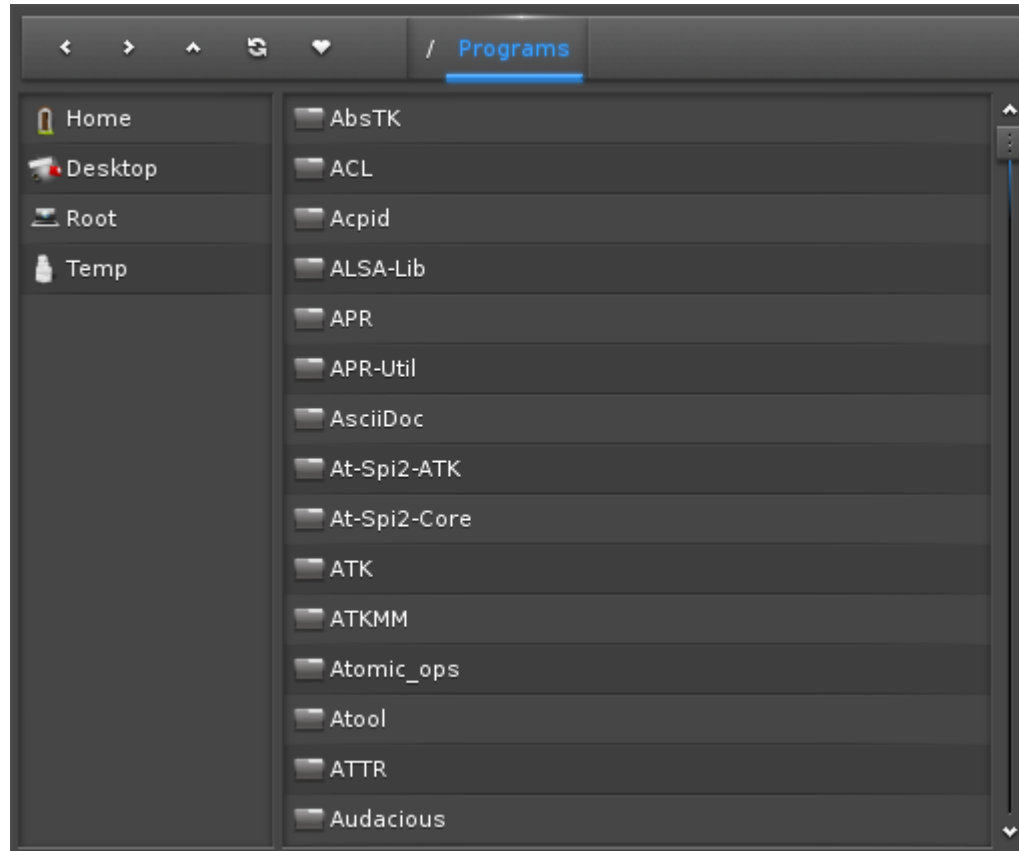 / Programs
Home
Desktop
Root
Temp
AbsTK
ACL
Acpid
ALSA-Lib
APR
APR-Util
AsciiDoc
At-Spi2-ATK
At-Spi2-Core
ATK
ATKMM
Atomic_ops
Atool
ATTR
Audacious